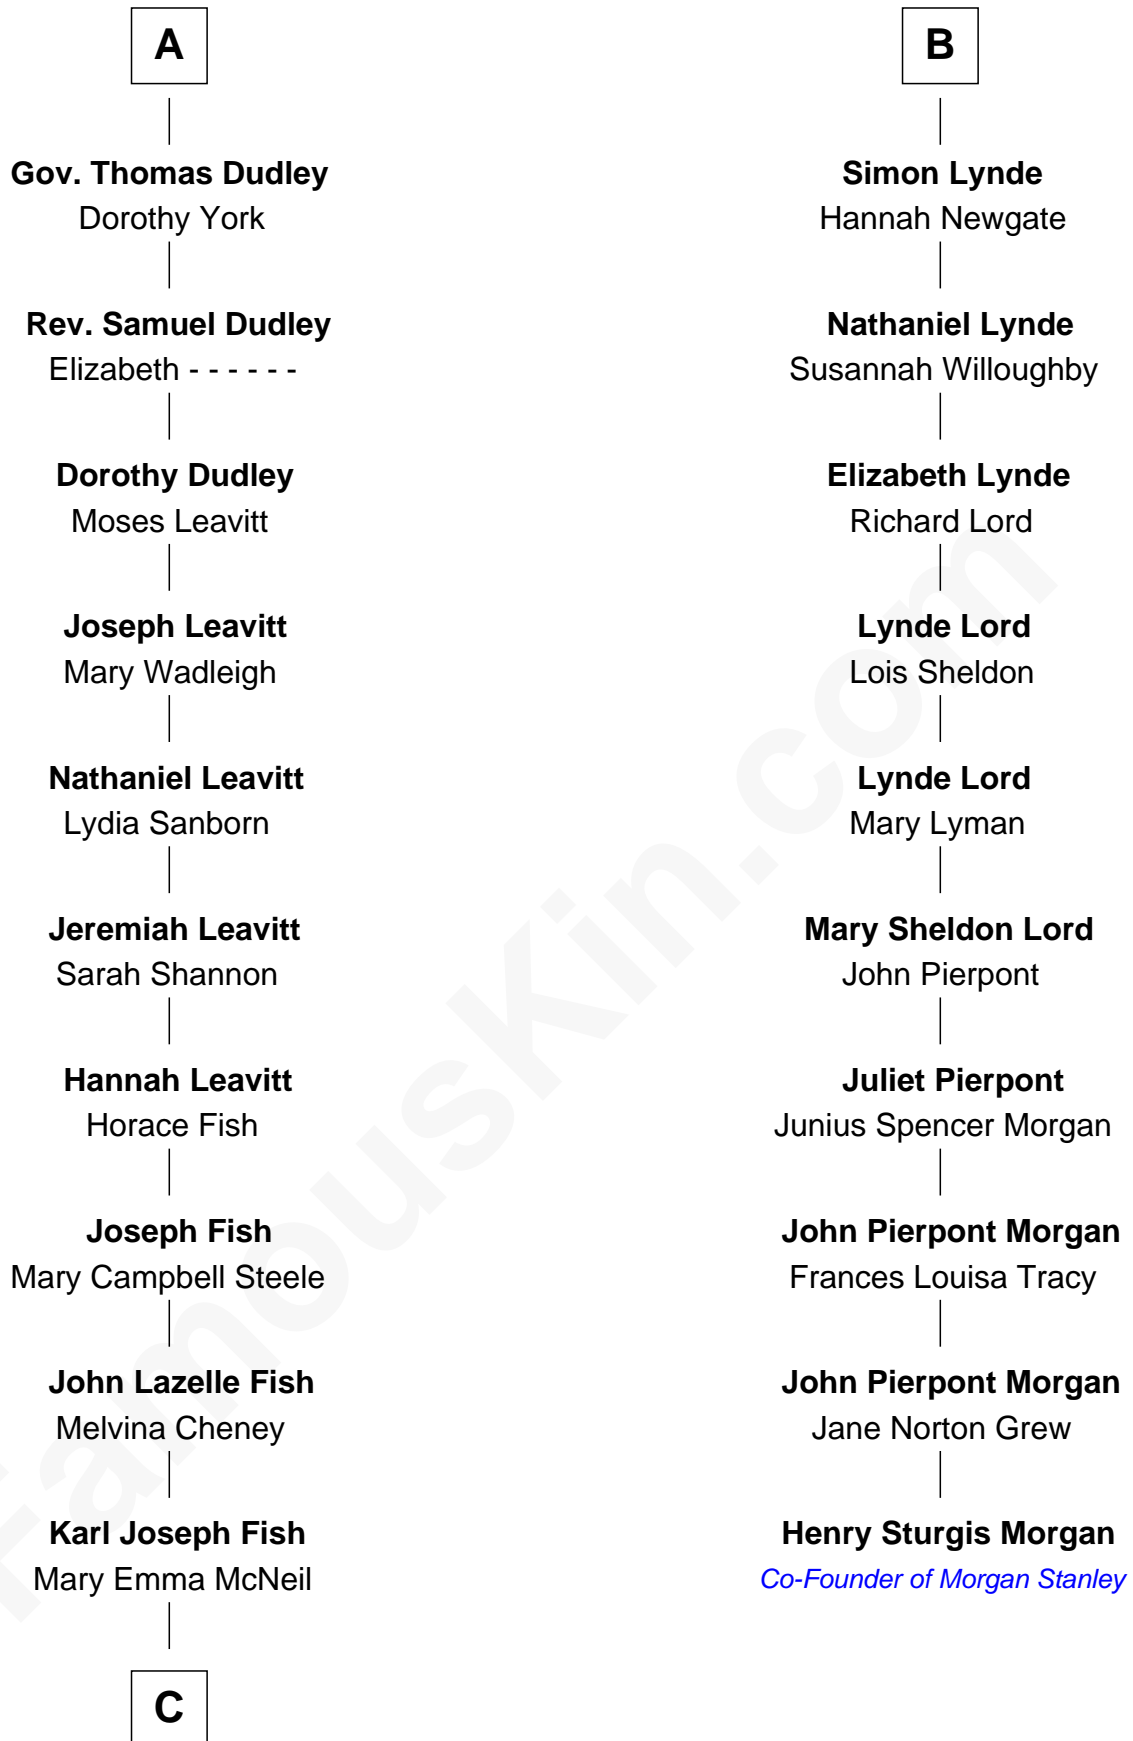 A
Gov. Thomas Dudley
Dorothy York
Rev. Samuel Dudley
Elizabeth - - - - - -
Dorothy Dudley
Moses Leavitt
Joseph Leavitt
Mary Wadleigh
Nathaniel Leavitt
Lydia Sanborn
Jeremiah Leavitt
Sarah Shannon
Hannah Leavitt
Horace Fish
Joseph Fish
Mary Campbell Steele
John Lazelle Fish
Melvina Cheney
Karl Joseph Fish
Mary Emma McNeil
C
B
Simon Lynde
Hannah Newgate
Nathaniel Lynde
Susannah Willoughby
Elizabeth Lynde
Richard Lord
Lynde Lord
Lois Sheldon
Lynde Lord
Mary Lyman
Mary Sheldon Lord
John Pierpont
Juliet Pierpont
Junius Spencer Morgan
John Pierpont Morgan
Frances Louisa Tracy
John Pierpont Morgan
Jane Norton Grew
Henry Sturgis Morgan
Co-Founder of Morgan Stanley
FamousKin.com